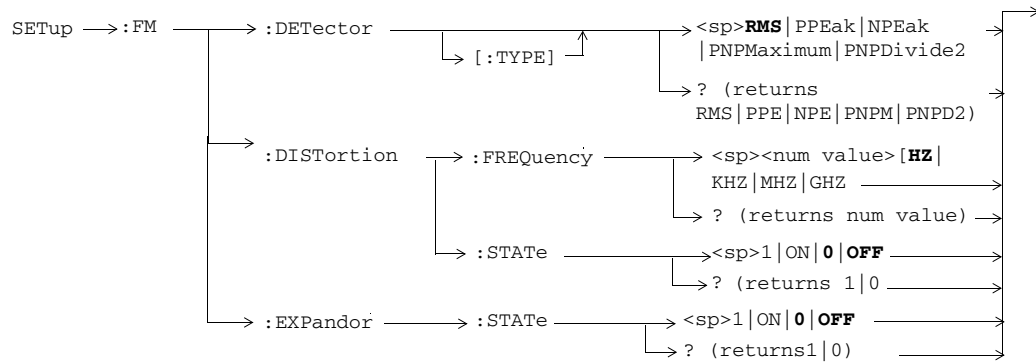 SETup :FM :DETector <sp>RMS|PPEak|NPEak
[:TYPE] |PNPMaximum|PNPDivide2
? (returns
RMS|PPE|NPE|PNPM|PNPD2)
:DISTortion :FREQuency <sp><num value>[HZ|
KHZ|MHZ|GHZ
? (returns num value)
:STATe <sp>1|ON|0|OFF
? (returns 1|0
:EXPandor :STATe <sp>1|ON|0|OFF
? (returns1|0)